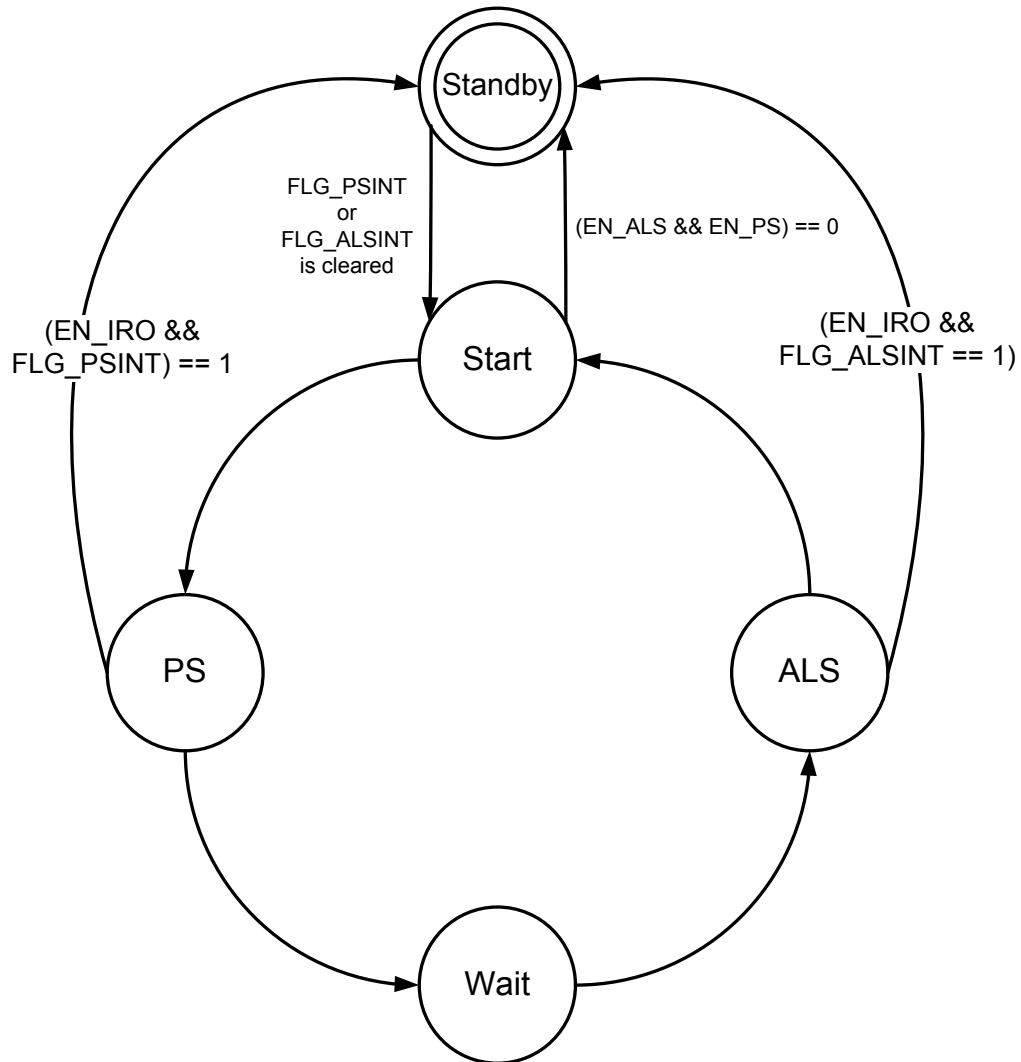 Standby
FLG_PSINT
or
FLG_ALSINT
is cleared
(EN_ALS && EN_PS) == 0
(EN_IRO &&
FLG_PSINT) == 1
Start
(EN_IRO &&
FLG_ALSINT == 1)
PS
ALS
Wait